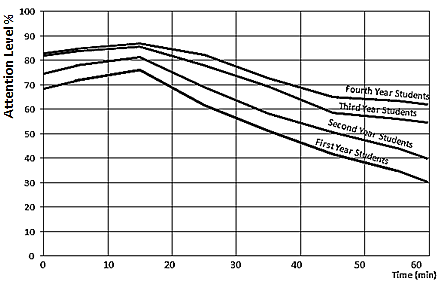 Attention Level %
100
90
80
70
60
50
40
30
20
10
0
Fourth Year Students
Third Year Students
Second Year Students
First Year Students
0 10 20 30 40 50 60
Time (min)